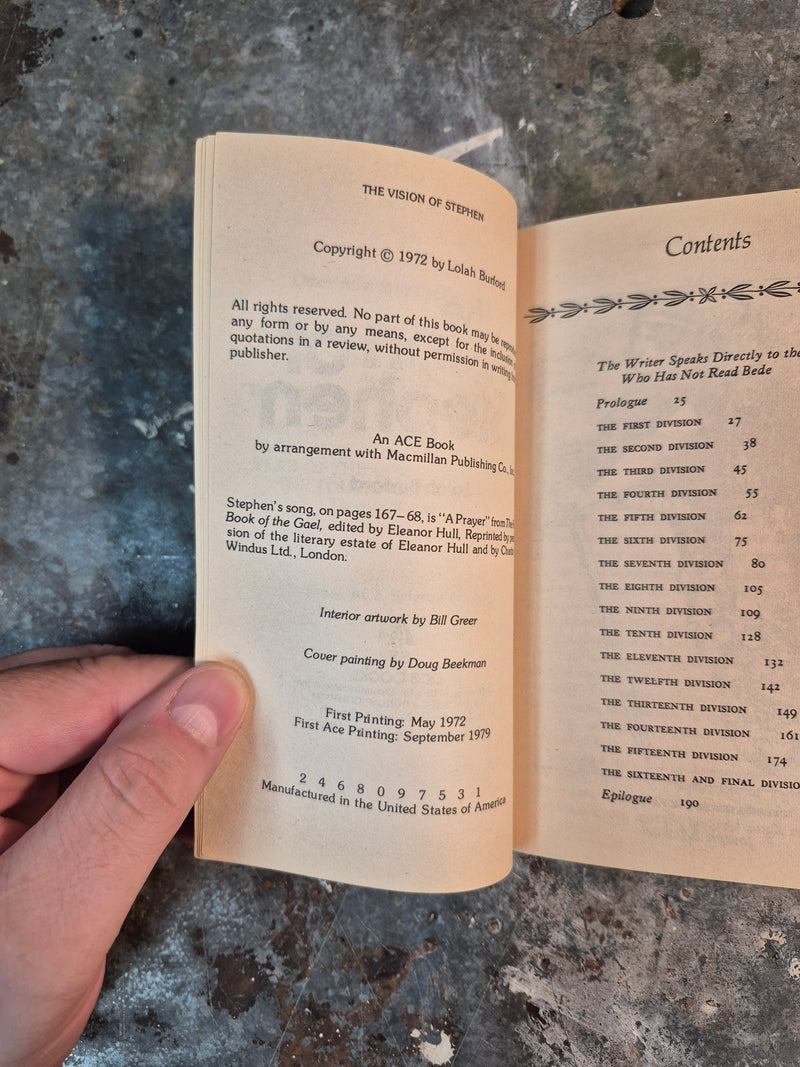 THE VISION OF STEPHEN
Copyright © 1972 by Lolah Burford
All rights reserved. No part of this book may be
any form or by any means, except for the inclusion
quotations in a review, without permission in writing
publisher.
An ACE Book
by arrangement with Macmillan Publishing Co.,
Stephen's song, on pages 167–68, is "A Prayer" from The
Book of the Gael, edited by Eleanor Hull, Reprinted by
sion of the literary estate of Eleanor Hull and by
Windus Ltd., London.
Interior artwork by Bill Greer
Cover painting by Doug Beekman
First Printing: May 1972
First Ace Printing: September 1979
2 4 6 8 0 9 7 5 3 1
Manufactured in the United States of America
Contents
The Writer Speaks Directly to the
Who Has Not Read Bede
Prologue 25
THE FIRST DIVISION 27
THE SECOND DIVISION 38
THE THIRD DIVISION 45
THE FOURTH DIVISION 55
THE FIFTH DIVISION 62
THE SIXTH DIVISION 75
THE SEVENTH DIVISION 80
THE EIGHTH DIVISION 105
THE NINTH DIVISION 109
THE TENTH DIVISION 128
THE ELEVENTH DIVISION 132
THE TWELFTH DIVISION 142
THE THIRTEENTH DIVISION 149
THE FOURTEENTH DIVISION 161
THE FIFTEENTH DIVISION 174
THE SIXTEENTH AND FINAL DIVISIO
Epilogue 190